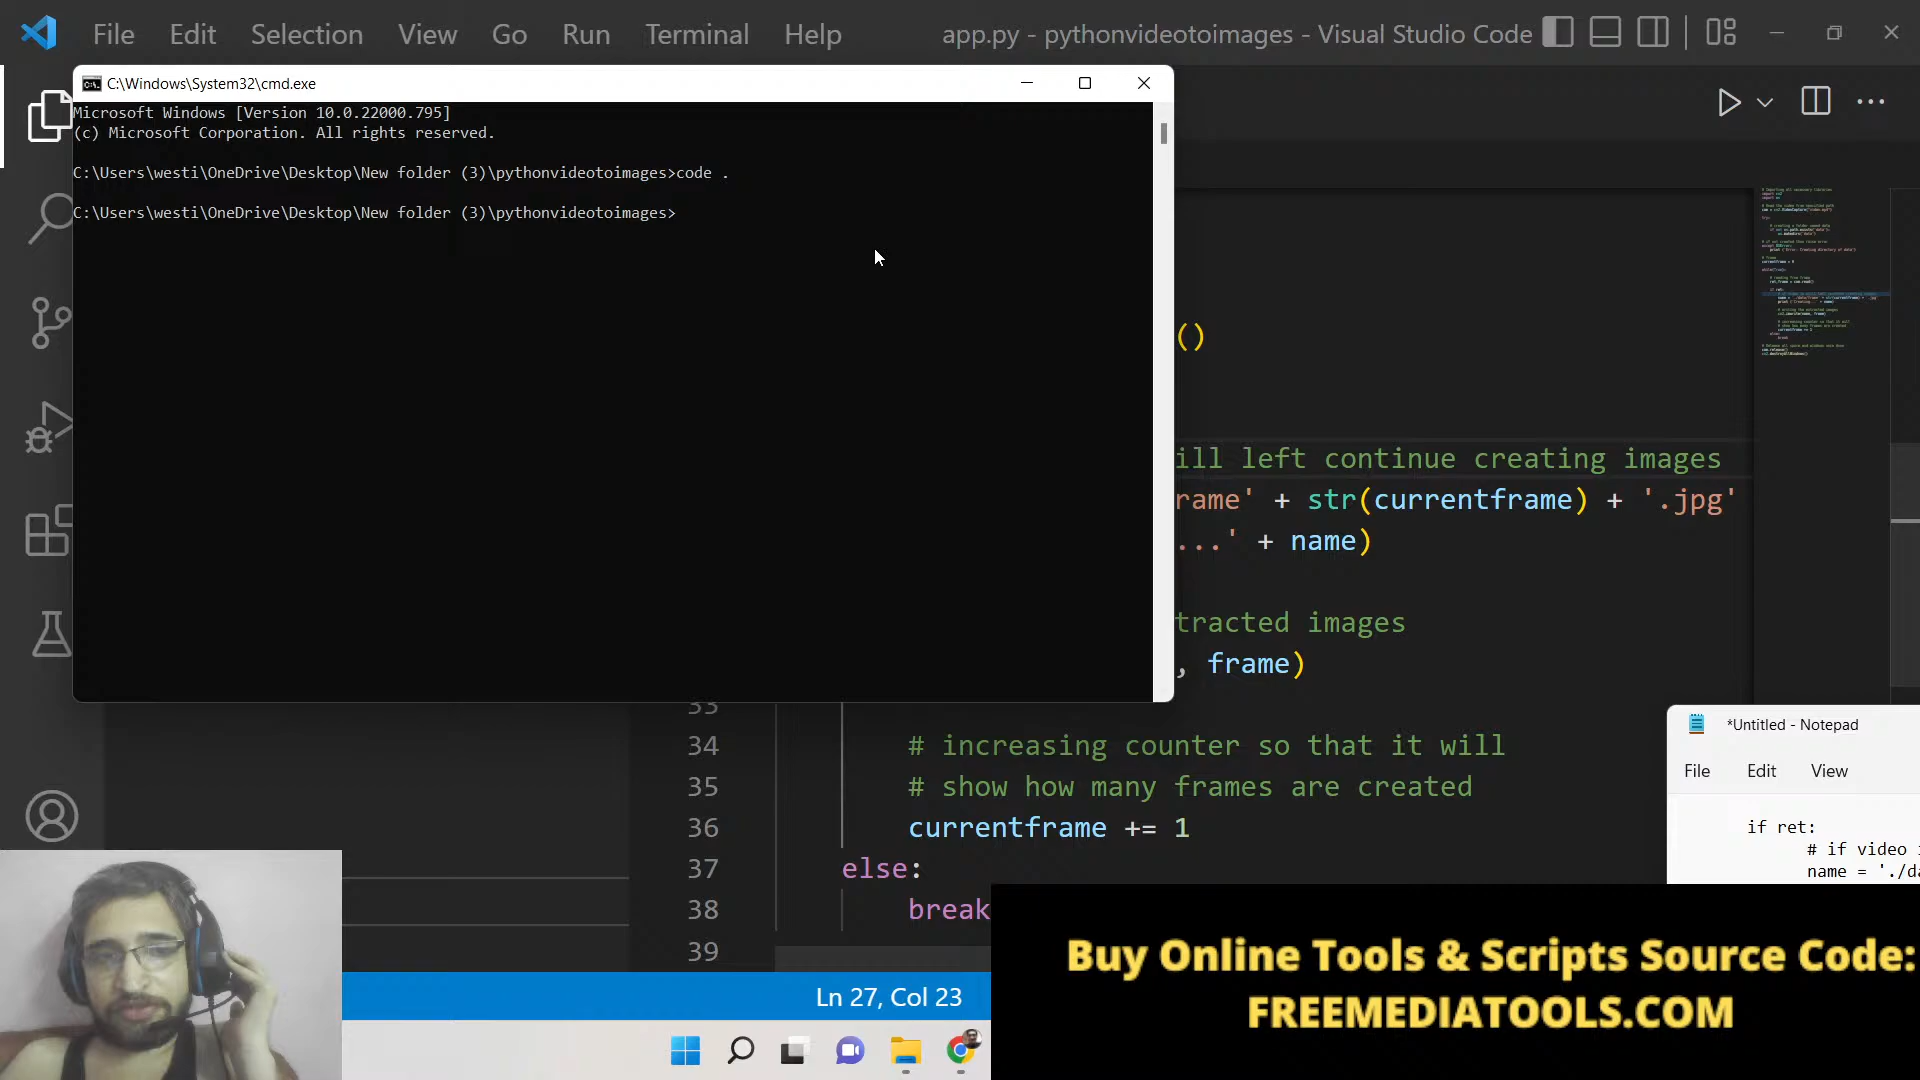 File Edit Selection View Go Run Terminal Help app.py - pythonvideotoimages - Visual Studio Code
C:\Windows\System32\cmd.exe
Microsoft Windows [Version 10.0.22000.795]
(c) Microsoft Corporation. All rights reserved.
C:\Users\westi\OneDrive\Desktop\New folder (3)\pythonvideotoimages>code .
C:\Users\westi\OneDrive\Desktop\New folder (3)\pythonvideotoimages>
()
ill left continue creating images
rame' + str(currentframe) + '.jpg'
...' + name)
tracted images
, frame)
33
34 # increasing counter so that it will
35 # show how many frames are created
36 currentframe += 1
37 else:
38 break
39
Ln 27, Col 23
*Untitled - Notepad
File Edit View
if ret:
# if video i
name = './da
Buy Online Tools & Scripts Source Code:
FREEMEDIATOOLS.COM